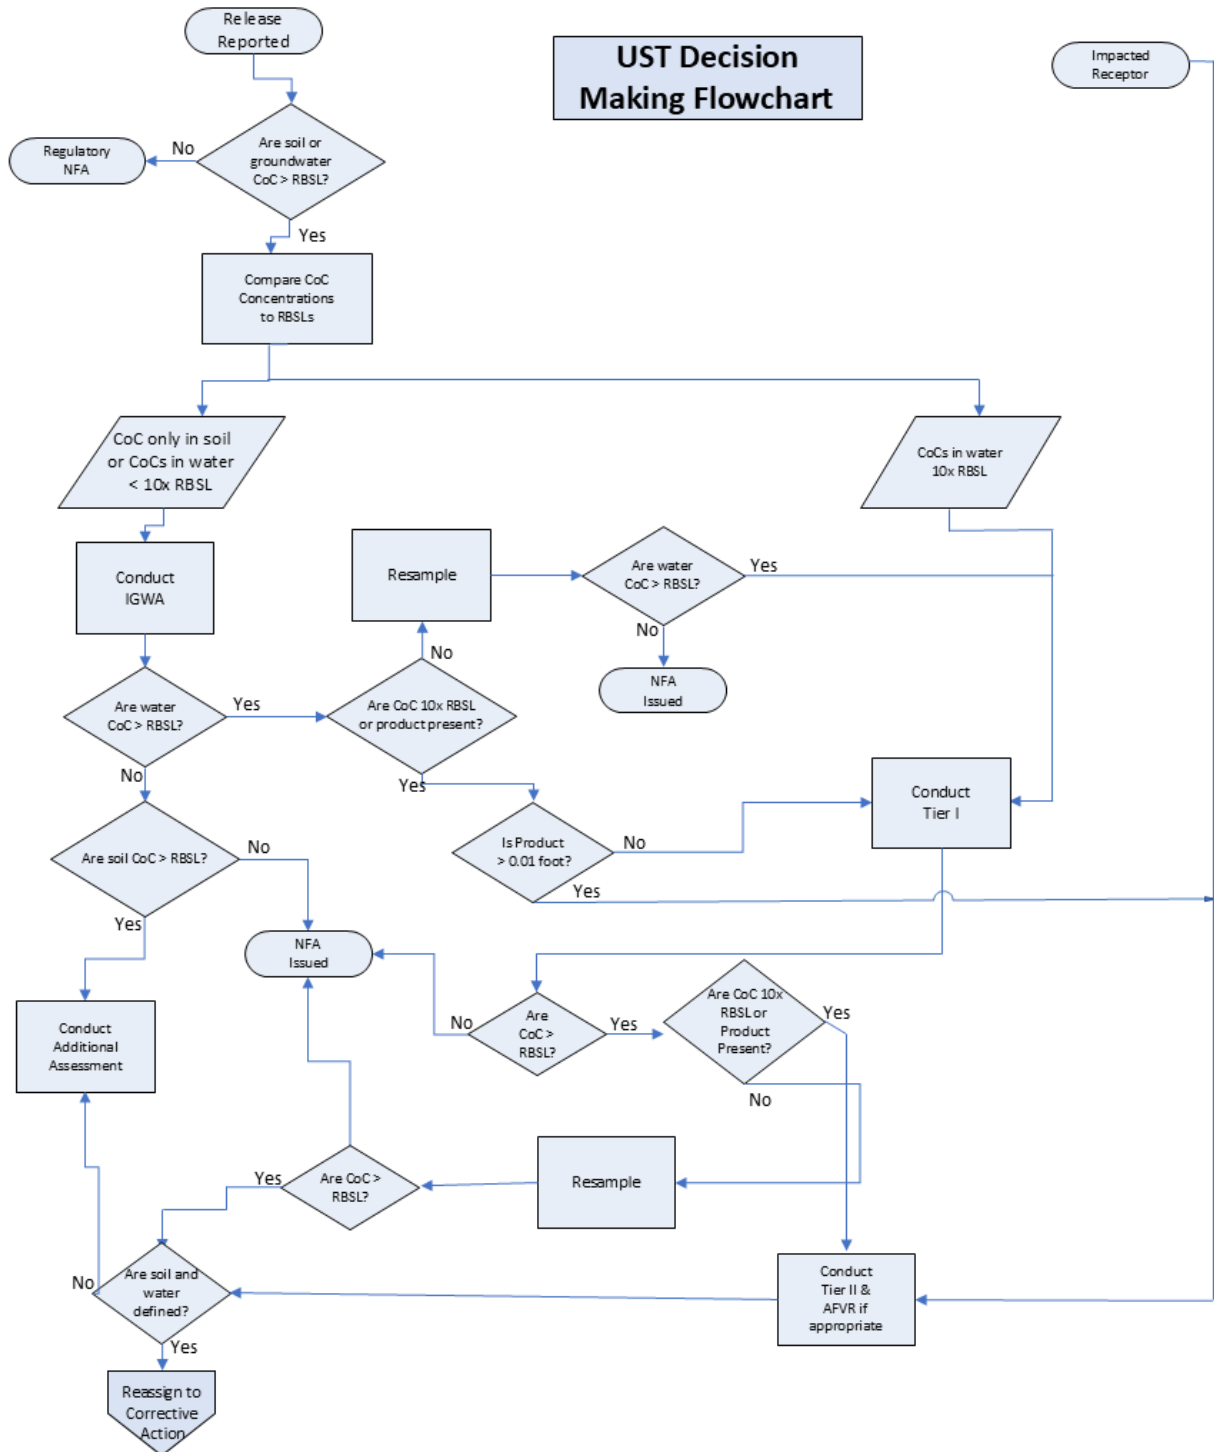 Release
Reported
UST Decision
Making Flowchart
Impacted
Receptor
Are soil or
groundwater
CoC > RBSL?
No
Regulatory
NFA
Yes
Compare CoC
Concentrations
to RBSLs
CoC only in soil
or CoCs in water
< 10x RBSL
CoCs in water
10x RBSL
Conduct
IGWA
Resample
Are water
CoC > RBSL?
Yes
No
NFA
Issued
No
Are water
CoC > RBSL?
Yes
Are CoC 10x RBSL
or product present?
No
Yes
Conduct
Tier I
Are soil CoC > RBSL?
No
Is Product
> 0.01 foot?
No
Yes
Yes
NFA
Issued
Conduct
Additional
Assessment
No
Are
CoC >
RBSL?
Yes
Are CoC 10x
RBSL or
Product
Present?
Yes
No
Yes
Are CoC >
RBSL?
Resample
No
Are soil and
water
defined?
Conduct
Tier II &
AFVR if
appropriate
Yes
Reassign to
Corrective
Action